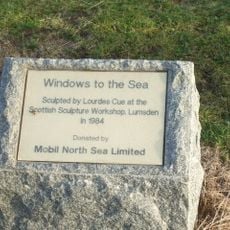 Windows to the Sea
Sculpted by Lourdes Cue at the
Scottish Sculpture Workshop, Lumsden
in 1984
Donated by
Mobil North Sea Limited